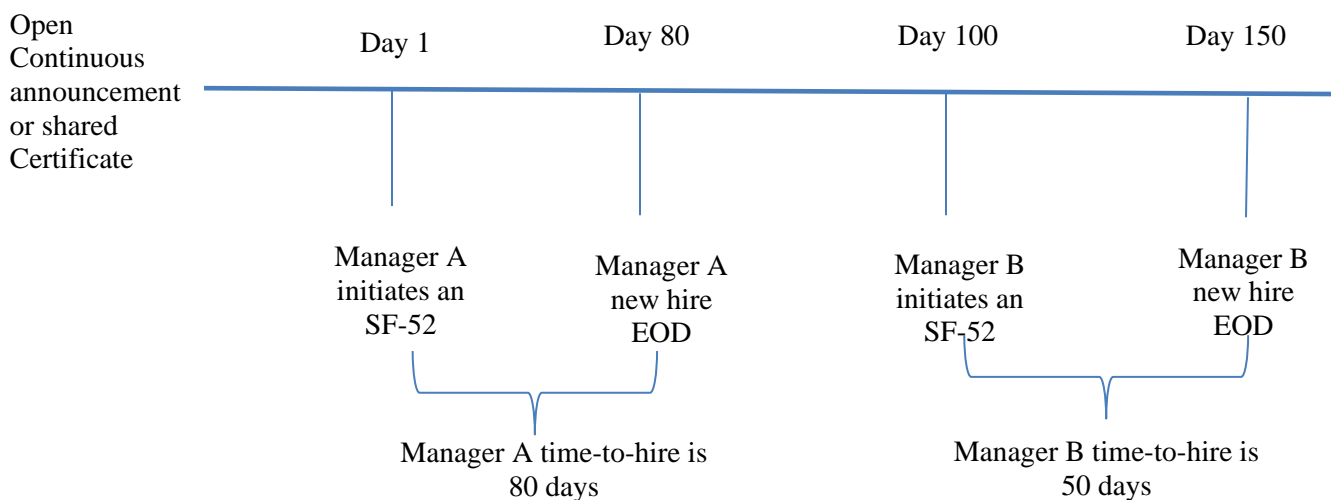 Open
Continuous
announcement
or shared
Certificate
Day 1
Day 80
Day 100
Day 150
Manager A
initiates an
SF-52
Manager A
new hire
EOD
Manager B
initiates an
SF-52
Manager B
new hire
EOD
Manager A time-to-hire is
80 days
Manager B time-to-hire is
50 days